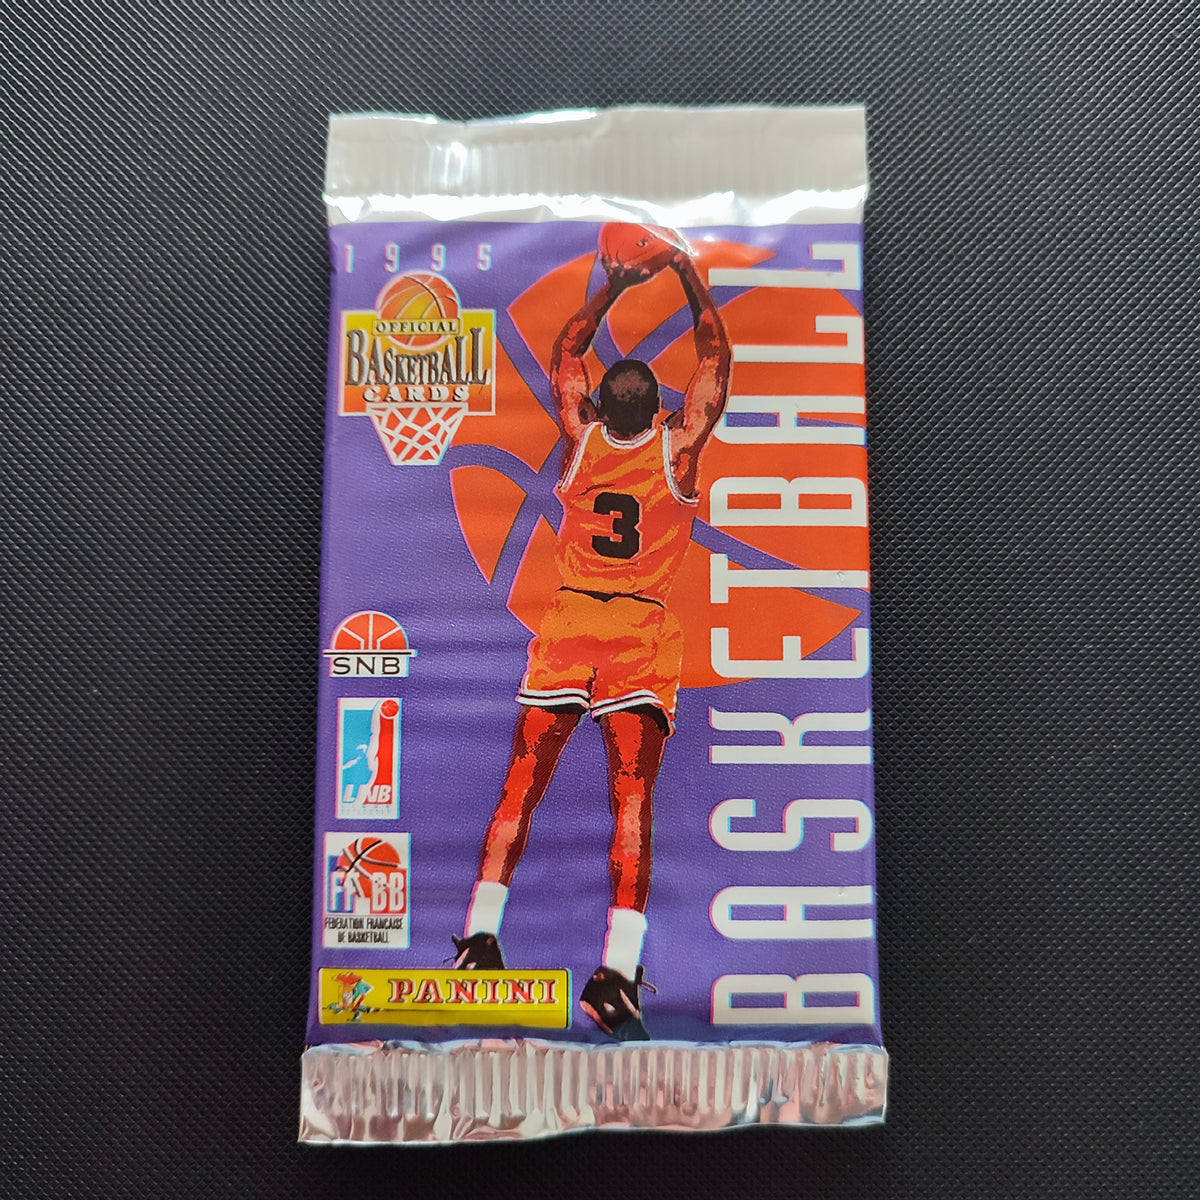 1995
OFFICIAL
BASKETBALL
CARDS
3
BASKETBALL
SNB
LNB
FFBB
FEDERATION FRANCAISE
DE BASKETBALL
PANINI